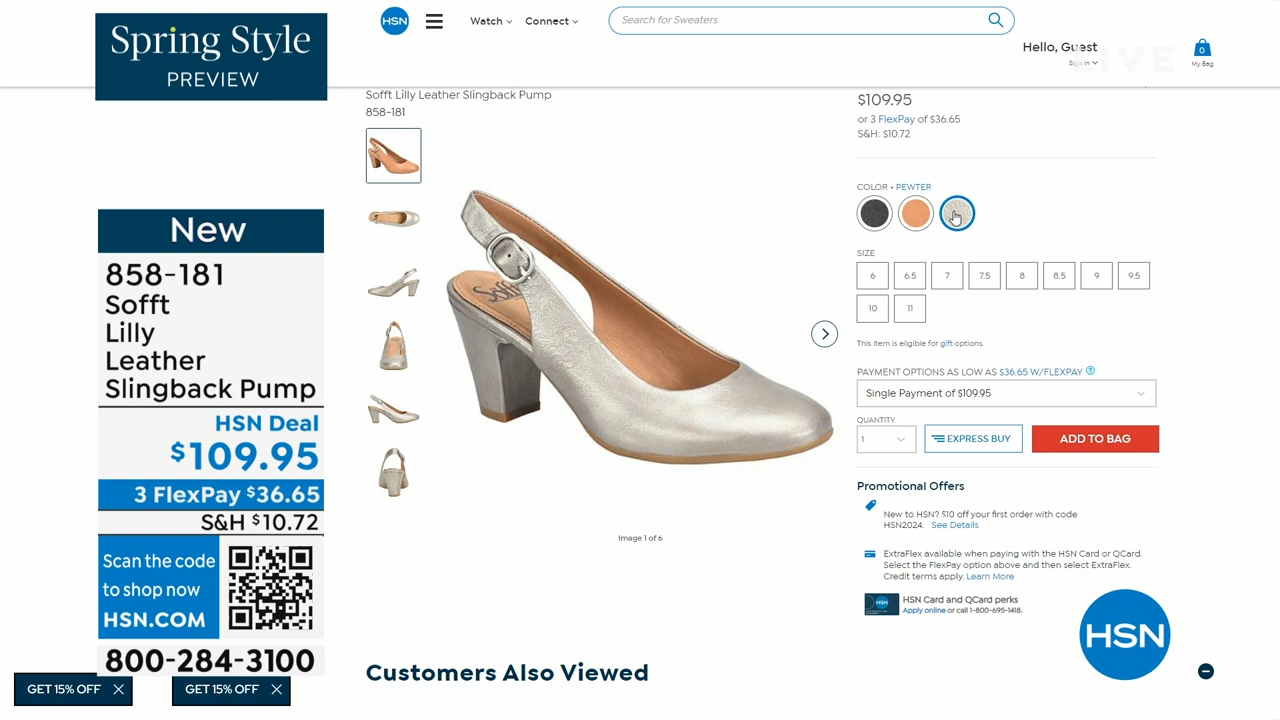 Spring Style
PREVIEW
HSN
Watch
Connect
Search for Sweaters
Hello, Guest
Sign In
LIVE
0
My Bag
Sofft Lilly Leather Slingback Pump
858-181
$109.95
or 3 FlexPay of $36.65
S&H: $10.72
COLOR • PEWTER
SIZE
6 6.5 7 7.5 8 8.5 9 9.5
10 11
This item is eligible for gift options.
PAYMENT OPTIONS AS LOW AS $36.65 W/FLEXPAY ?
Single Payment of $109.95
QUANTITY
1
EXPRESS BUY
ADD TO BAG
Promotional Offers
New to HSN? $10 off your first order with code
HSN2024. See Details
ExtraFlex available when paying with the HSN Card or QCard.
Select the FlexPay option above and then select ExtraFlex.
Credit terms apply. Learn More
HSN Card and QCard perks
Apply online or call 1-800-695-1418.
Sofft
Image 1 of 6
Customers Also Viewed
New
858-181
Sofft
Lilly
Leather
Slingback Pump
HSN Deal
$109.95
3 FlexPay $36.65
S&H $10.72
Scan the code
to shop now
HSN.COM
800-284-3100
GET 15% OFF
GET 15% OFF
HSN